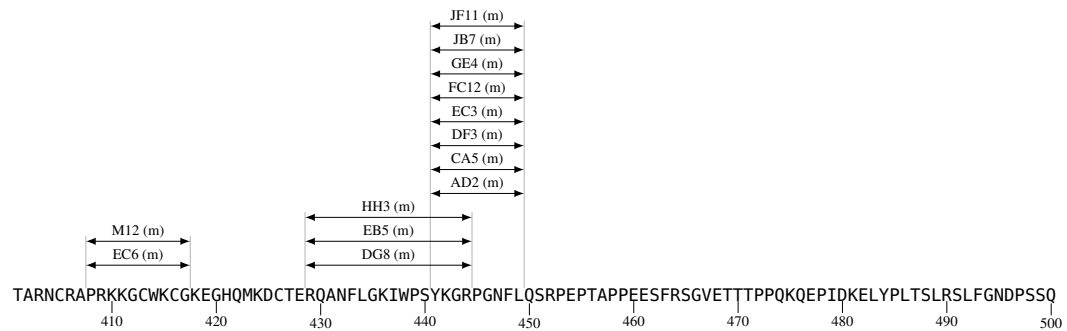 JF11 (m)
JB7 (m)
GE4 (m)
FC12 (m)
EC3 (m)
DF3 (m)
CA5 (m)
AD2 (m)
HH3 (m)
M12 (m) EB5 (m)
EC6 (m) DG8 (m)
TARNCRAPRKKGCWKCGKEGHQMKDCTERQANFLGKIWPSYKGRPGNFLQSRPEPTAPPEESFRSGVETTTPPQKQEPIDKELYPLTSLRSLFGNDPSSQ
410 420 430 440 450 460 470 480 490 500